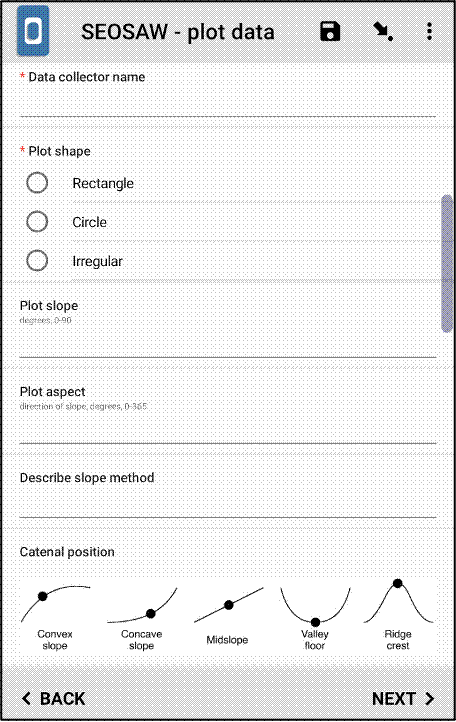 SEOSAW - plot data
* Data collector name
* Plot shape
Rectangle
Circle
Irregular
Plot slope
degrees, 0-90
Plot aspect
direction of slope, degrees, 0-365
Describe slope method
Catenal position
Convex slope
Concave slope
Midslope
Valley floor
Ridge crest
BACK
NEXT